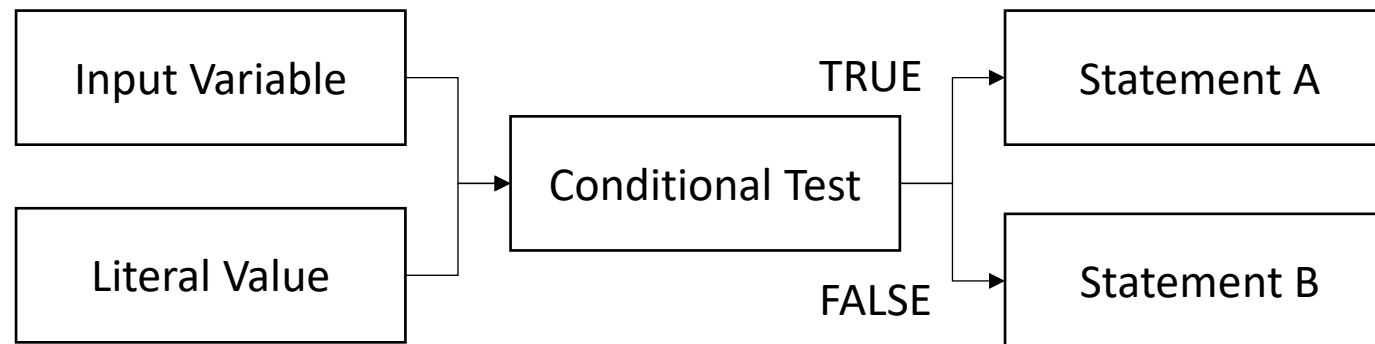 Input Variable
Literal Value
Conditional Test
TRUE
FALSE
Statement A
Statement B